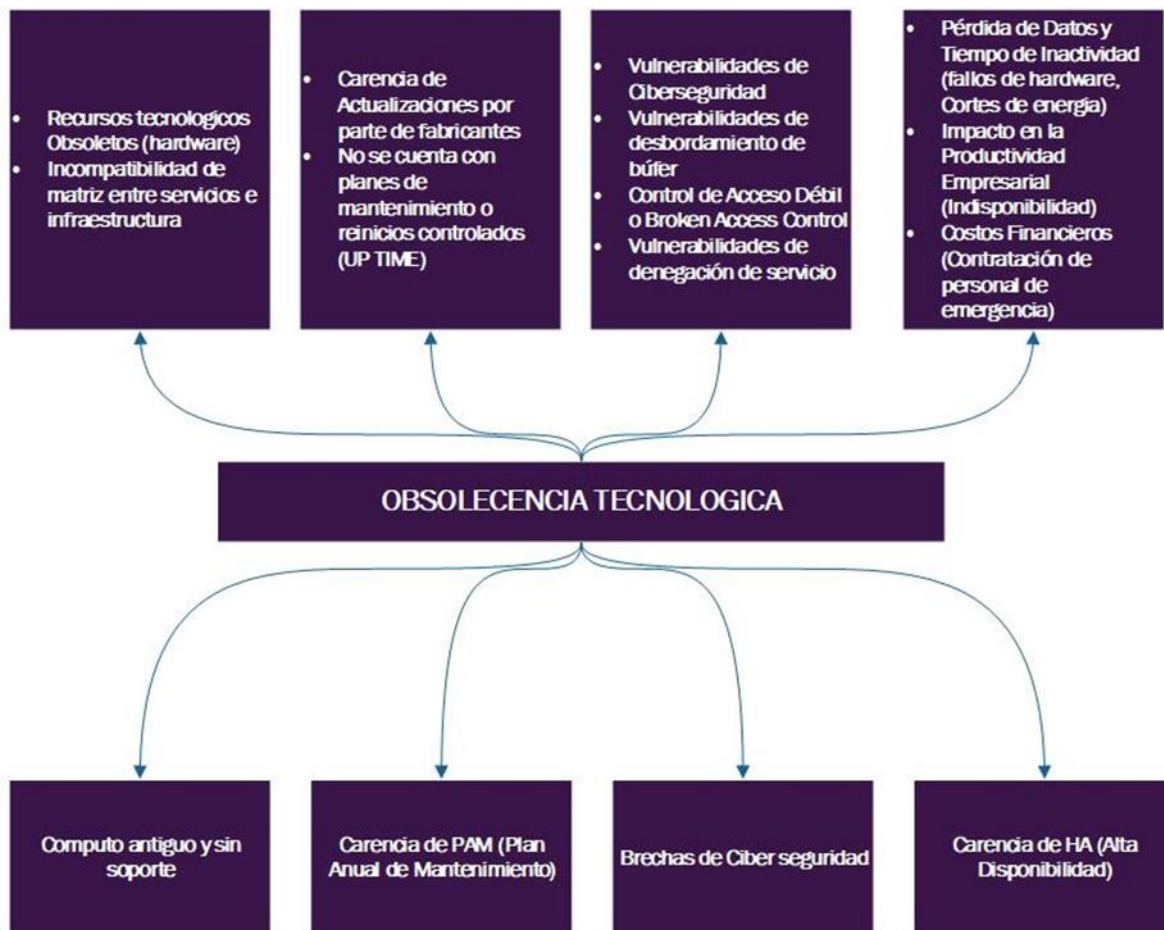 • Recursos tecnologicos
Obsoletos (hardware)
• Incompatibilidad de
matriz entre servicios e
infraestructura
• Carencia de
Actualizaciones por
parte de fabricantes
• No se cuenta con
planes de
mantenimiento o
reinicios controlados
(UP TIME)
• Vulnerabilidades de
Ciberseguridad
• Vulnerabilidades de
desbordamiento de
búfer
• Control de Acceso Débil
o Broken Access Control
• Vulnerabilidades de
denegación de servicio
• Pérdida de Datos y
Tiempo de Inactividad
(fallos de hardware,
Cortes de energia)
• Impacto en la
Productividad
Empresarial
(Indisponibilidad)
• Costos Financieros
(Contratación de
personal de
emergencia)
OBSOLECENCIA TECNOLOGICA
Computo antiguo y sin
soporte
Carencia de PAM (Plan
Anual de Mantenimiento)
Brechas de Ciber seguridad
Carencia de HA (Alta
Disponibilidad)